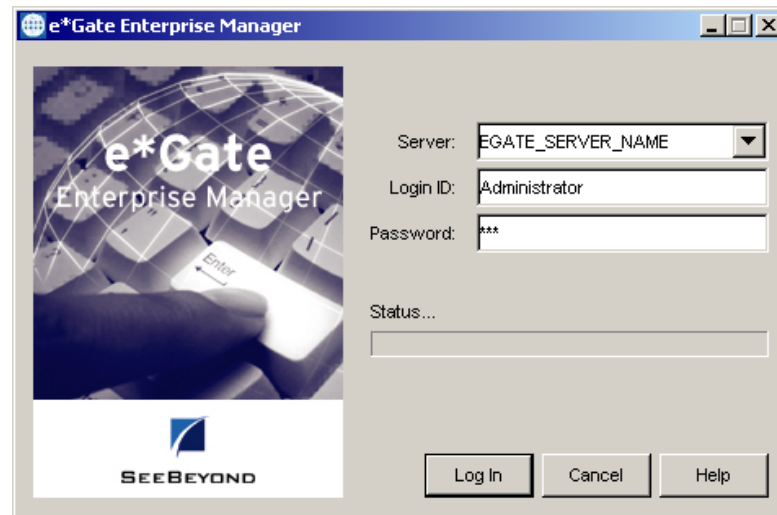 e*Gate Enterprise Manager
e*Gate
Enterprise Manager
Enter
SEEBEYOND
Server: EGATE_SERVER_NAME
Login ID: Administrator
Password: ***
Status...
Log In Cancel Help